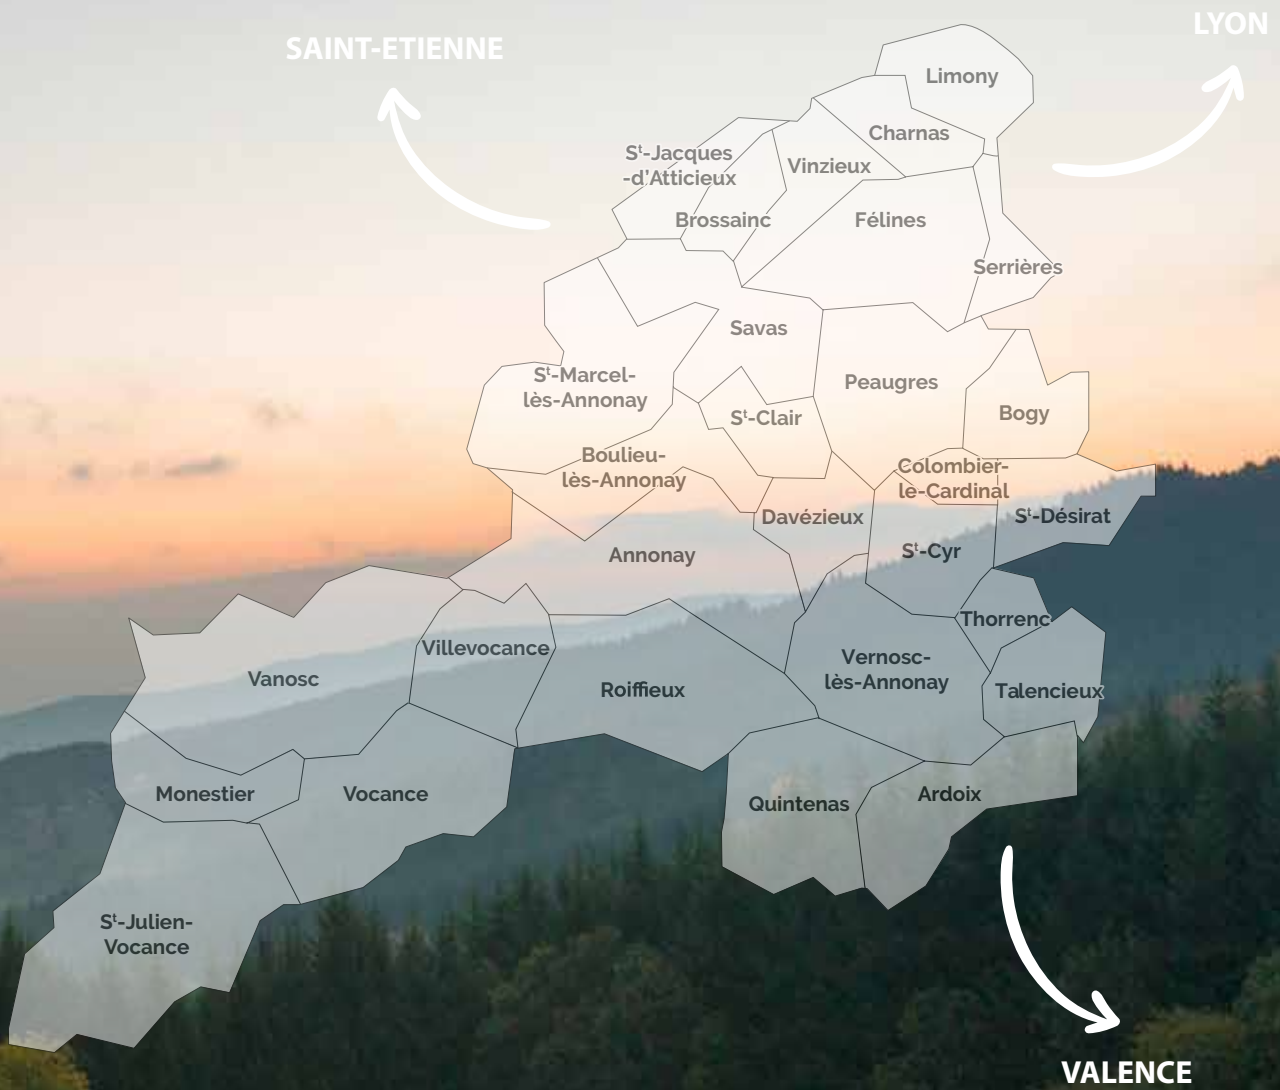 LYON
SAINT-ETIENNE
Limony
Charnas
Sᵗ-Jacques
-d'Atticieux
Vinzieux
Brossainc
Félines
Serrières
Savas
Sᵗ-Marcel-
lès-Annonay
Peaugres
Sᵗ-Clair
Bogy
Boulieu-
lès-Annonay
Colombier-
le-Cardinal
Davézieux
Sᵗ-Désirat
Annonay
Sᵗ-Cyr
Thorrenc
Villevocance
Vernosc-
lès-Annonay
Vanosc
Roiffieux
Talencieux
Monestier
Vocance
Quintenas
Ardoix
Sᵗ-Julien-
Vocance
VALENCE